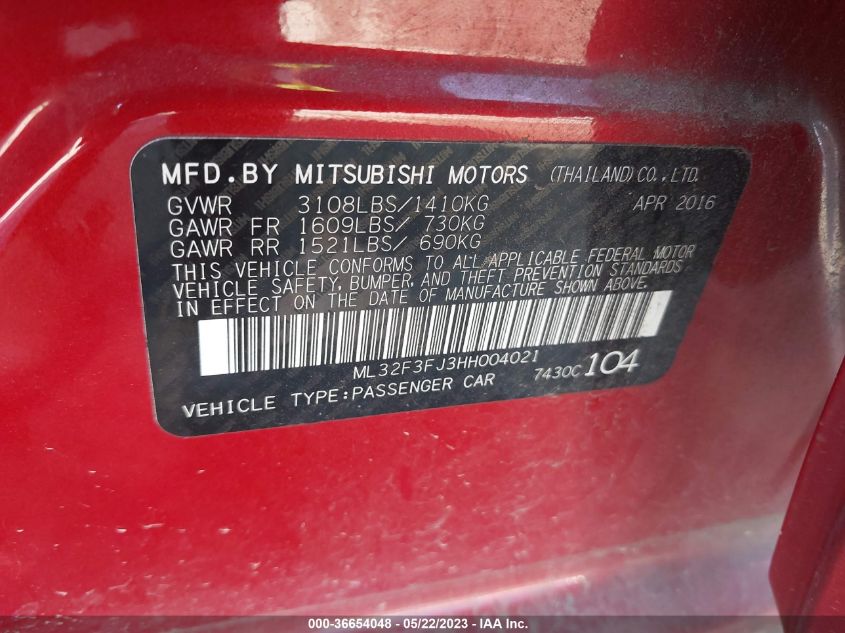 MFD.BY MITSUBISHI MOTORS (THAILAND)CO.,LTD.
GVWR 3108LBS/1410KG APR 2016
GAWR FR 1609LBS/ 730KG
GAWR RR 1521LBS/ 690KG
THIS VEHICLE CONFORMS TO ALL APPLICABLE FEDERAL MOTOR
VEHICLE SAFETY, BUMPER, AND THEFT PREVENTION STANDARDS
IN EFFECT ON THE DATE OF MANUFACTURE SHOWN ABOVE.
ML32F3FJ3HH004021
7430C 104
VEHICLE TYPE:PASSENGER CAR
000-36654048 - 05/22/2023 - IAA Inc.